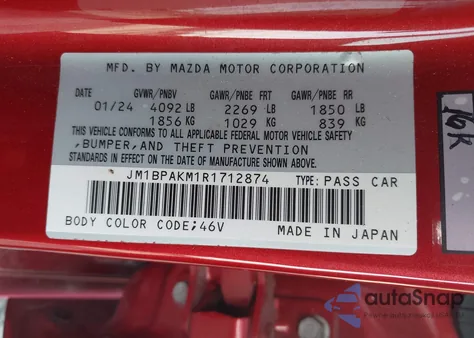 MFD. BY MAZDA MOTOR CORPORATION
DATE GVWR/PNBV GAWR/PNBE FRT GAWR/PNBE RR
01/24 4092 LB 2269 LB 1850 LB
1856 KG 1029 KG 839 KG
THIS VEHICLE CONFORMS TO ALL APPLICABLE FEDERAL MOTOR VEHICLE SAFETY
,BUMPER,AND THEFT PREVENTION
STANDARDS IN EFFECT ON THE DATE OF MANUFACTURE SHOWN ABOVE.
JM1BPAKM1R1712874 TYPE: PASS CAR
BODY COLOR CODE;46V MADE IN JAPAN
autoSnap